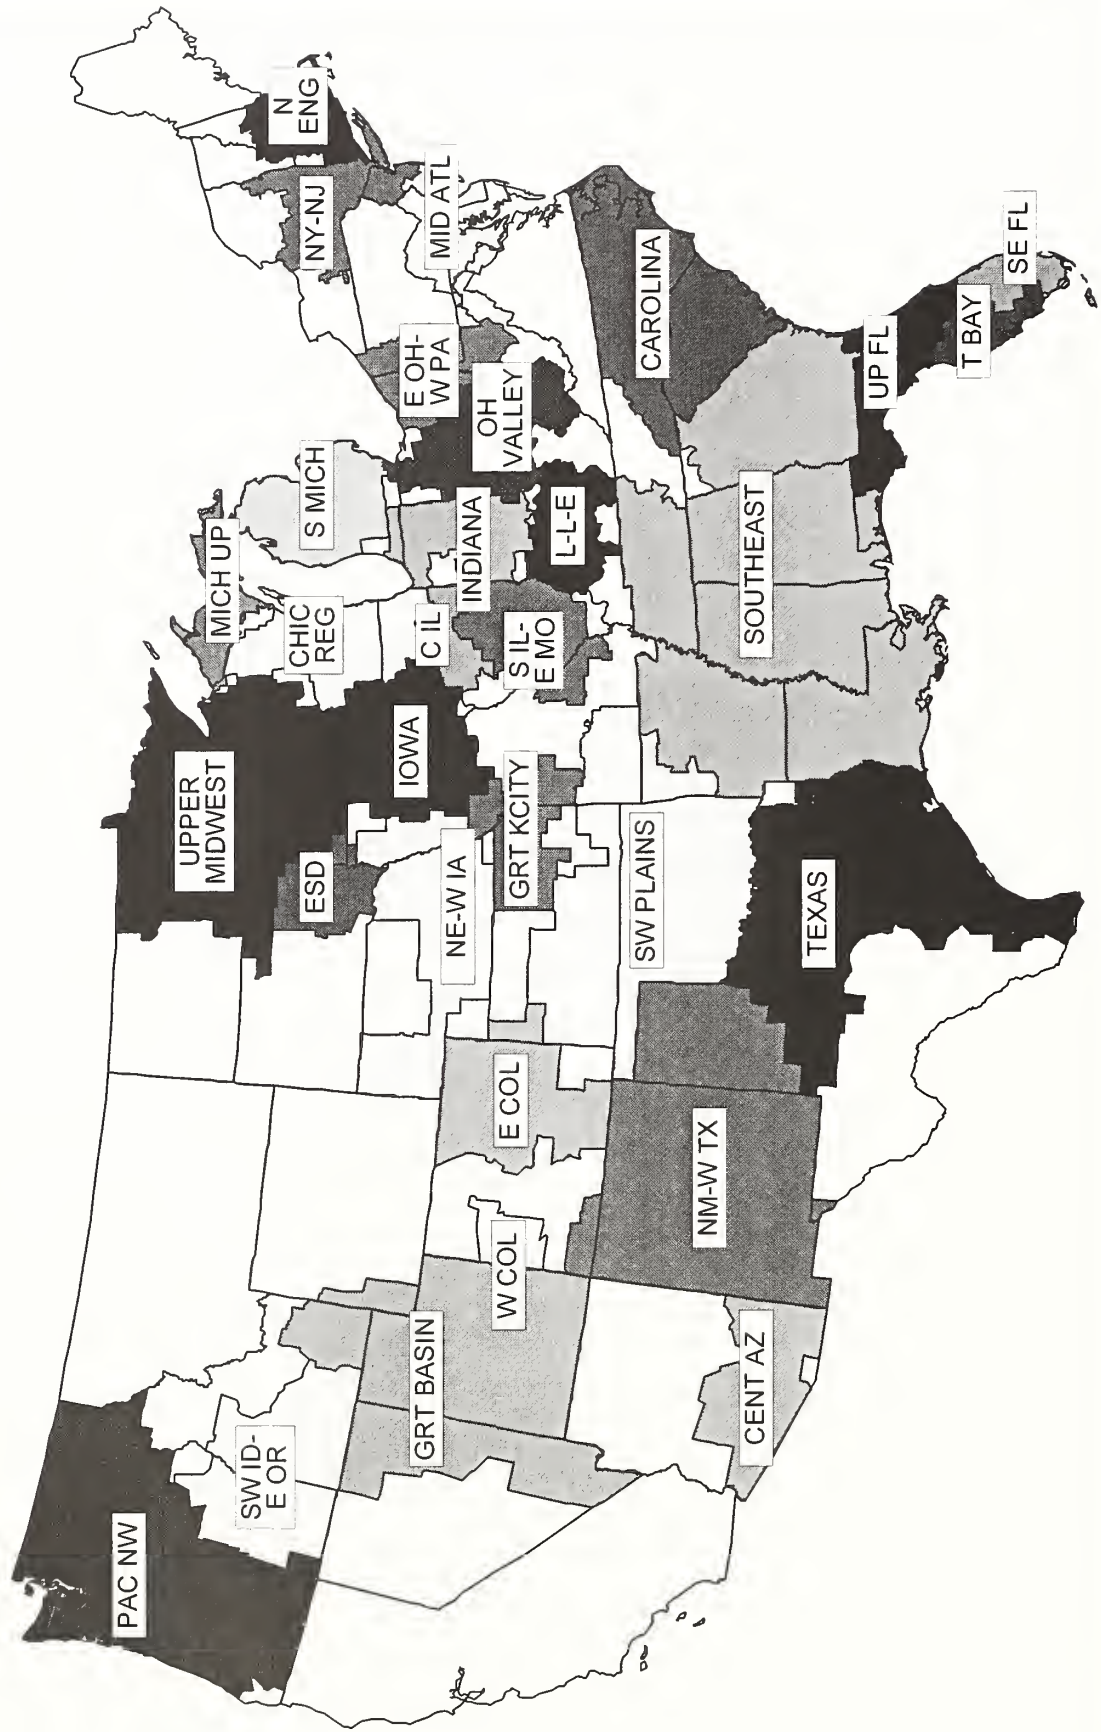 PAC NW
SW ID-
E OR
GRT BASIN
CENT AZ
W COL
NM-W TX
E COL
UPPER
MIDWEST
ESD
NE-W IA
GRT KCITY
SW PLAINS
TEXAS
IOWA
MICH UP
CHIC
REG
C IL
S IL-
E MO
S MICH
INDIANA
L-L-E
SOUTHEAST
E OH-
W PA
OH
VALLEY
NY-NJ
N
ENG
MID ATL
CAROLINA
UP FL
T BAY
SE FL